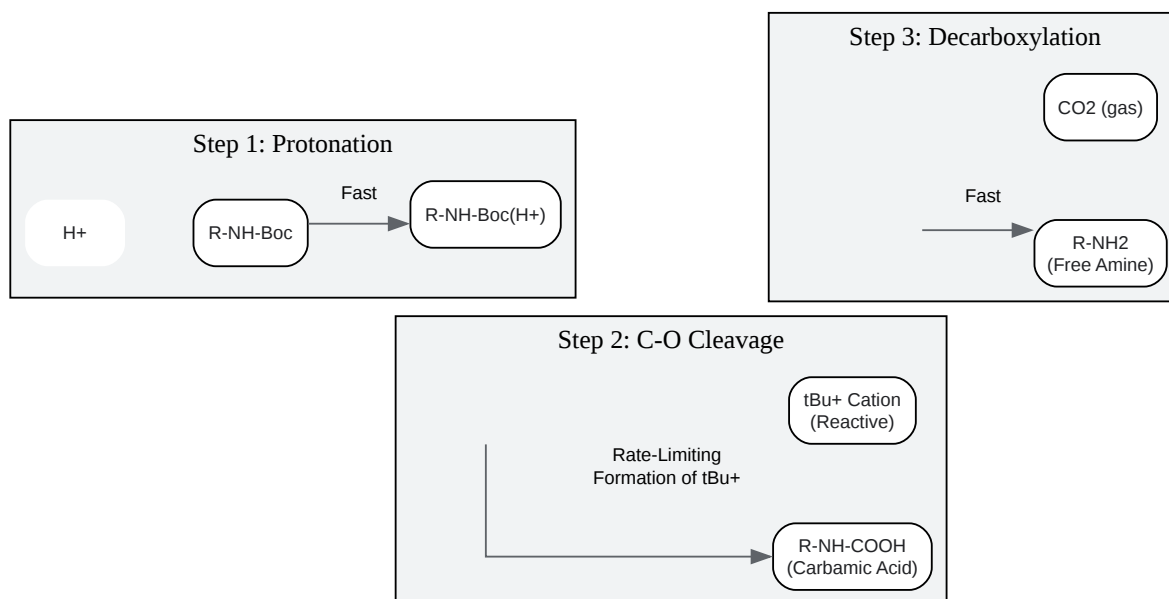 Step 1: Protonation
H+
R-NH-Boc
Fast
R-NH-Boc(H+)
Step 2: C-O Cleavage
tBu+ Cation
(Reactive)
Rate-Limiting
Formation of tBu+
R-NH-COOH
(Carbamic Acid)
Step 3: Decarboxylation
CO2 (gas)
Fast
R-NH2
(Free Amine)